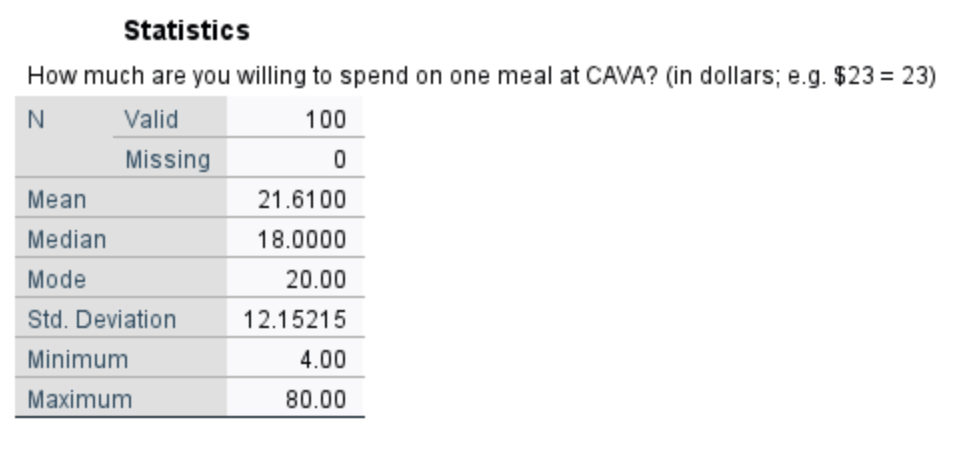 Statistics
How much are you willing to spend on one meal at CAVA? (in dollars; e.g. $23 = 23)
N Valid 100
Missing 0
Mean 21.6100
Median 18.0000
Mode 20.00
Std. Deviation 12.15215
Minimum 4.00
Maximum 80.00